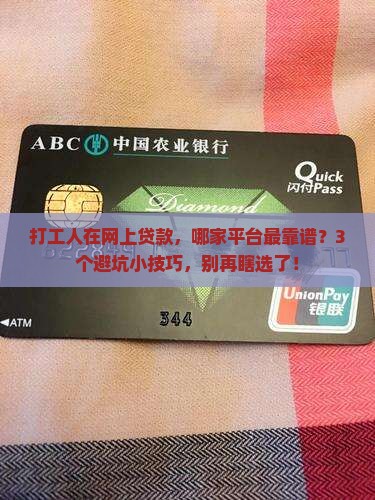 ABC 中国农业银行
Quick
闪付Pass
Diamond
打工人在网上贷款，哪家平台最靠谱？3
个避坑小技巧，别再瞎选了！
UnionPay
银联
344
◀ATM